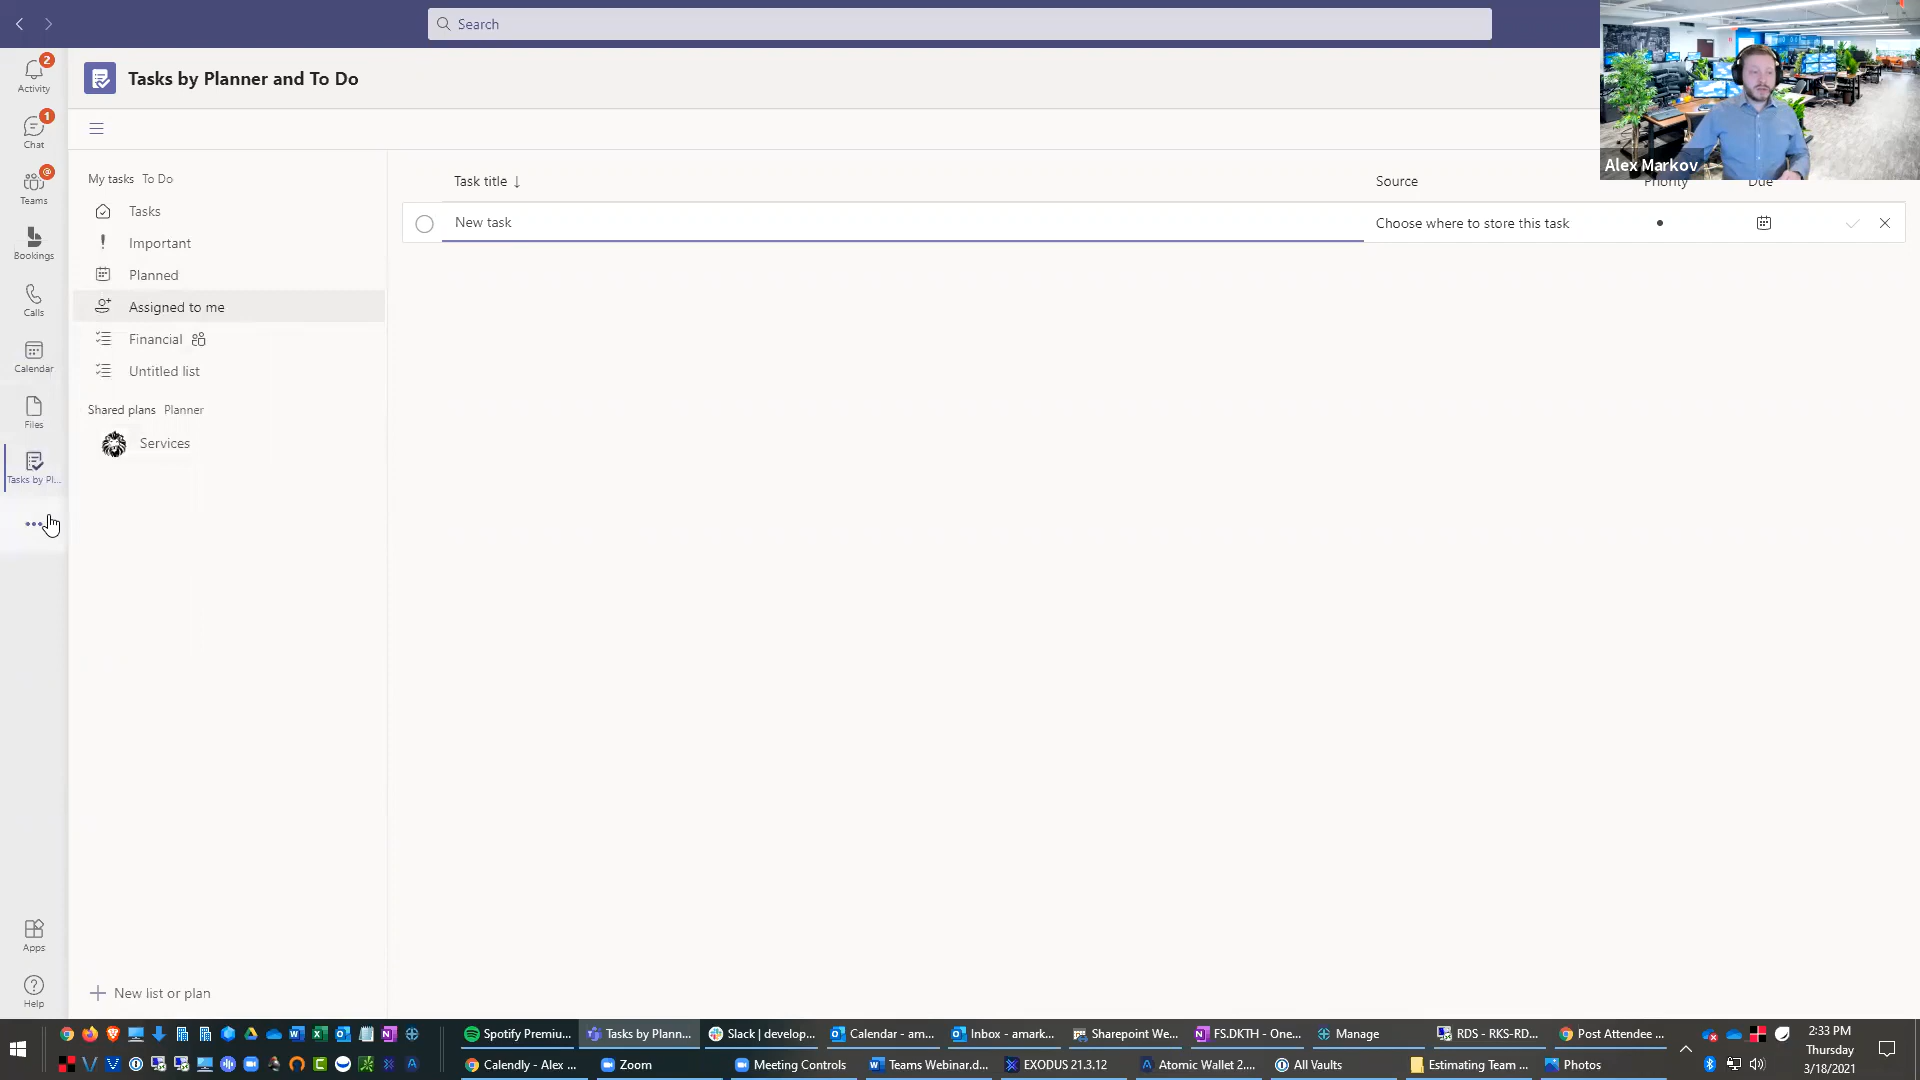 Search
2
Activity
1
Chat
@
Teams
Bookings
Calls
Calendar
Files
Tasks by Pl...
Apps
Help
Tasks by Planner and To Do
My tasks To Do
Tasks
Important
Planned
Assigned to me
Financial
Untitled list
Shared plans Planner
Services
New list or plan
Task title ↓
Source
Priority
Due
New task
Choose where to store this task
Alex Markov
Spotify Premiu...
Tasks by Plann...
Slack | develop...
Calendar - am...
Inbox - amark...
Sharepoint We...
FS.DKTH - One...
Manage
RDS - RKS-RD...
Post Attendee ...
Calendly - Alex ...
Zoom
Meeting Controls
Teams Webinar.d...
EXODUS 21.3.12
Atomic Wallet 2....
All Vaults
Estimating Team ...
Photos
2:33 PM
Thursday
3/18/2021